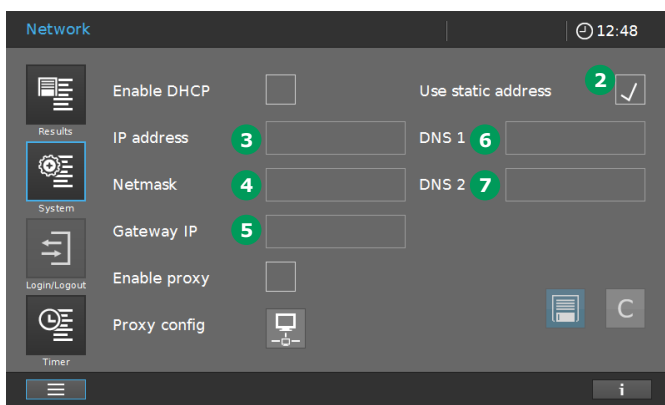 Network
12:48
Results
System
Login/Logout
Timer
Enable DHCP
Use static address 2
IP address 3
DNS 1 6
Netmask 4
DNS 2 7
Gateway IP 5
Enable proxy
Proxy config
C
i